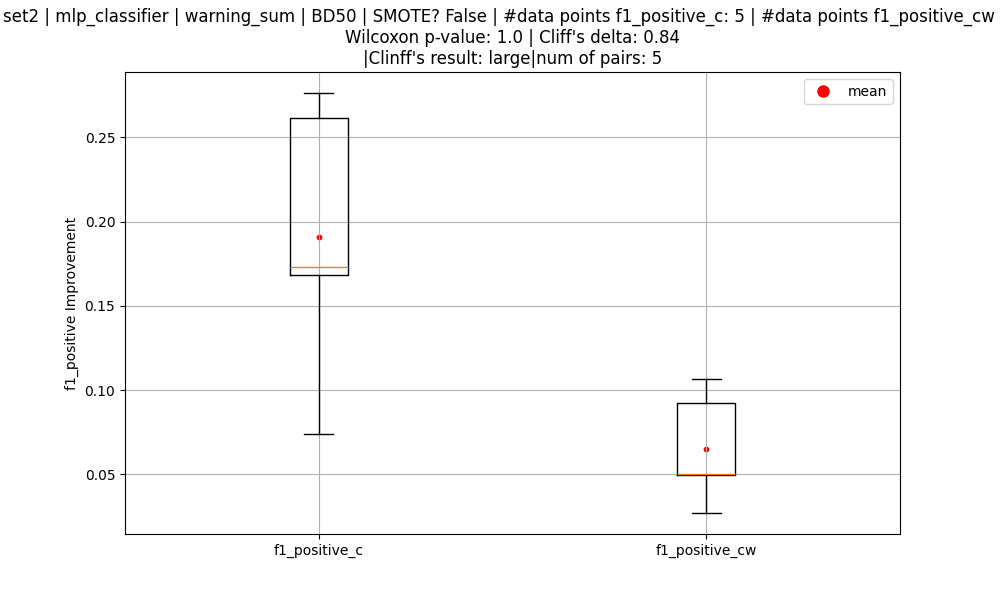 set2 | mlp_classifier | warning_sum | BD50 | SMOTE? False | #data points f1_positive_c: 5 | #data points f1_positive_cw
Wilcoxon p-value: 1.0 | Cliff's delta: 0.84
|Clinff's result: large|num of pairs: 5
mean
0.25
0.20
0.15
0.10
0.05
f1_positive Improvement
f1_positive_c
f1_positive_cw